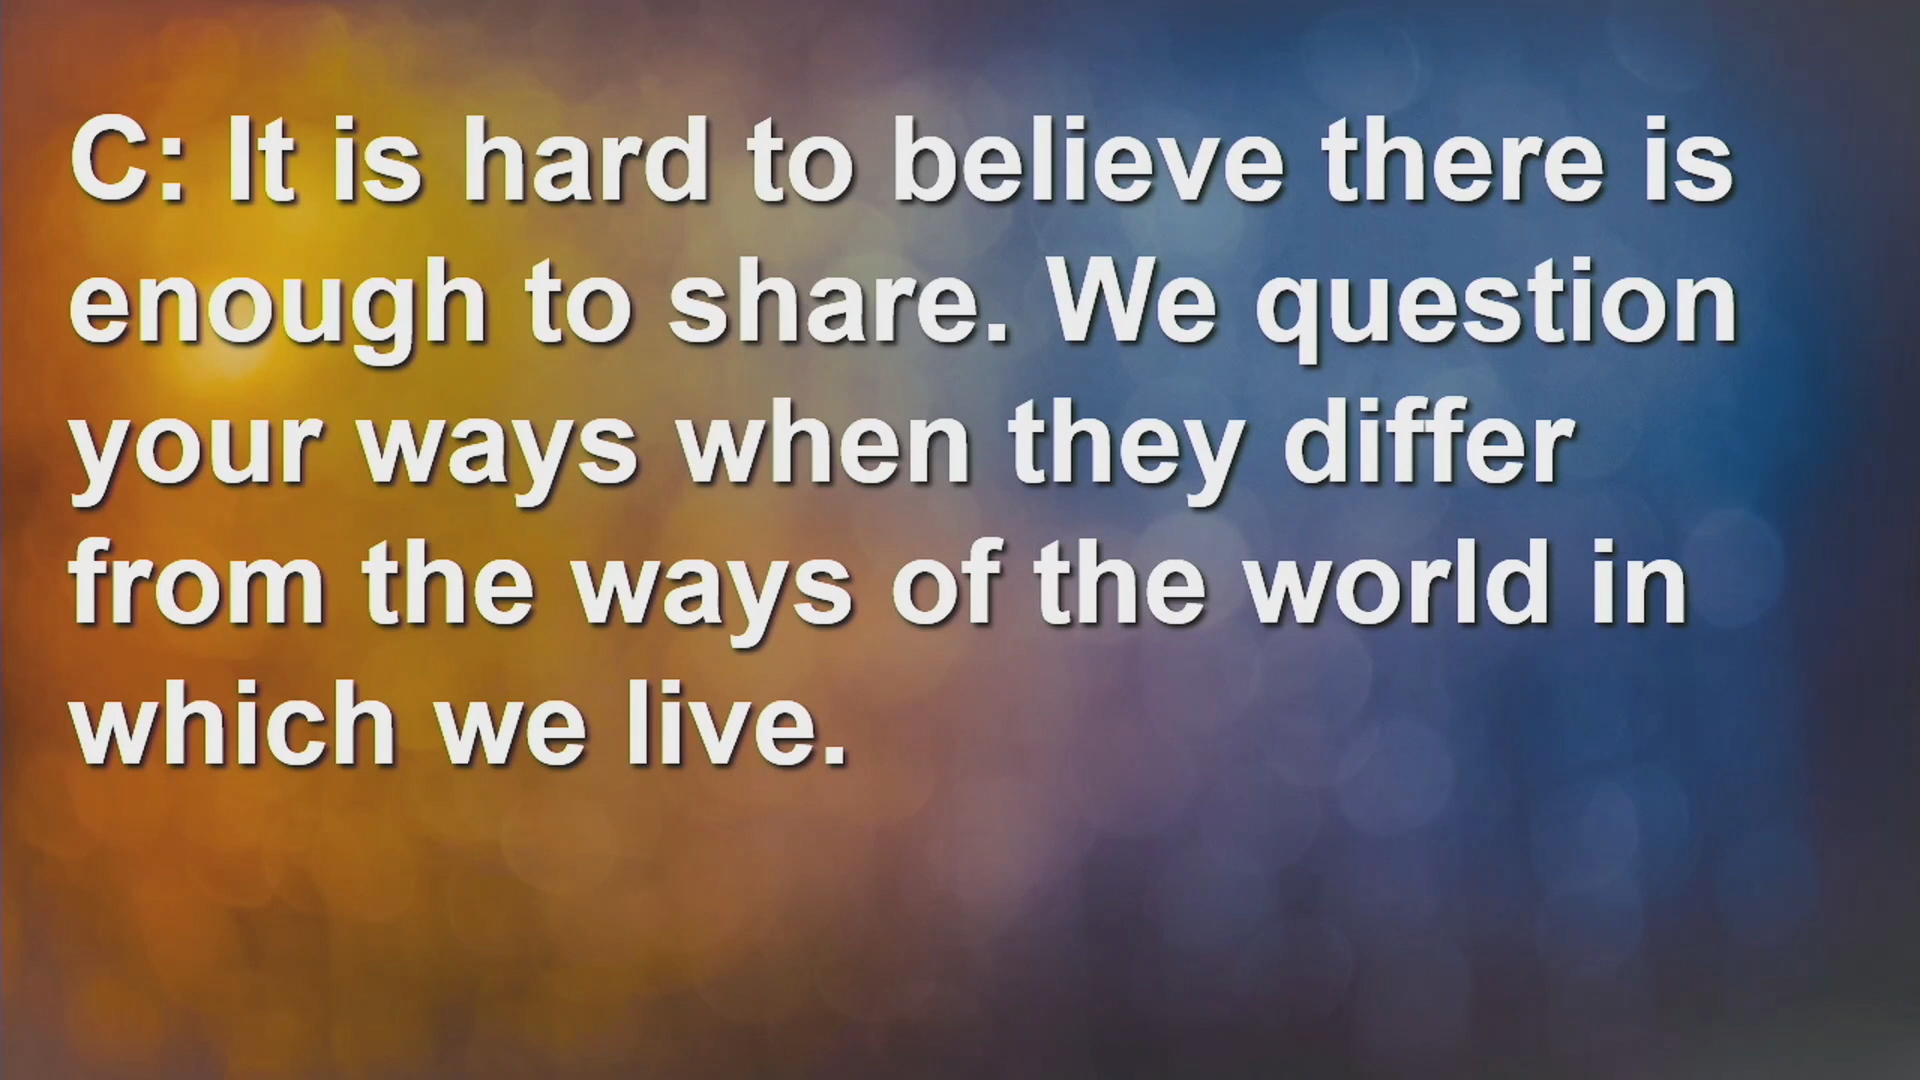 C: It is hard to believe there is
enough to share. We question
your ways when they differ
from the ways of the world in
which we live.